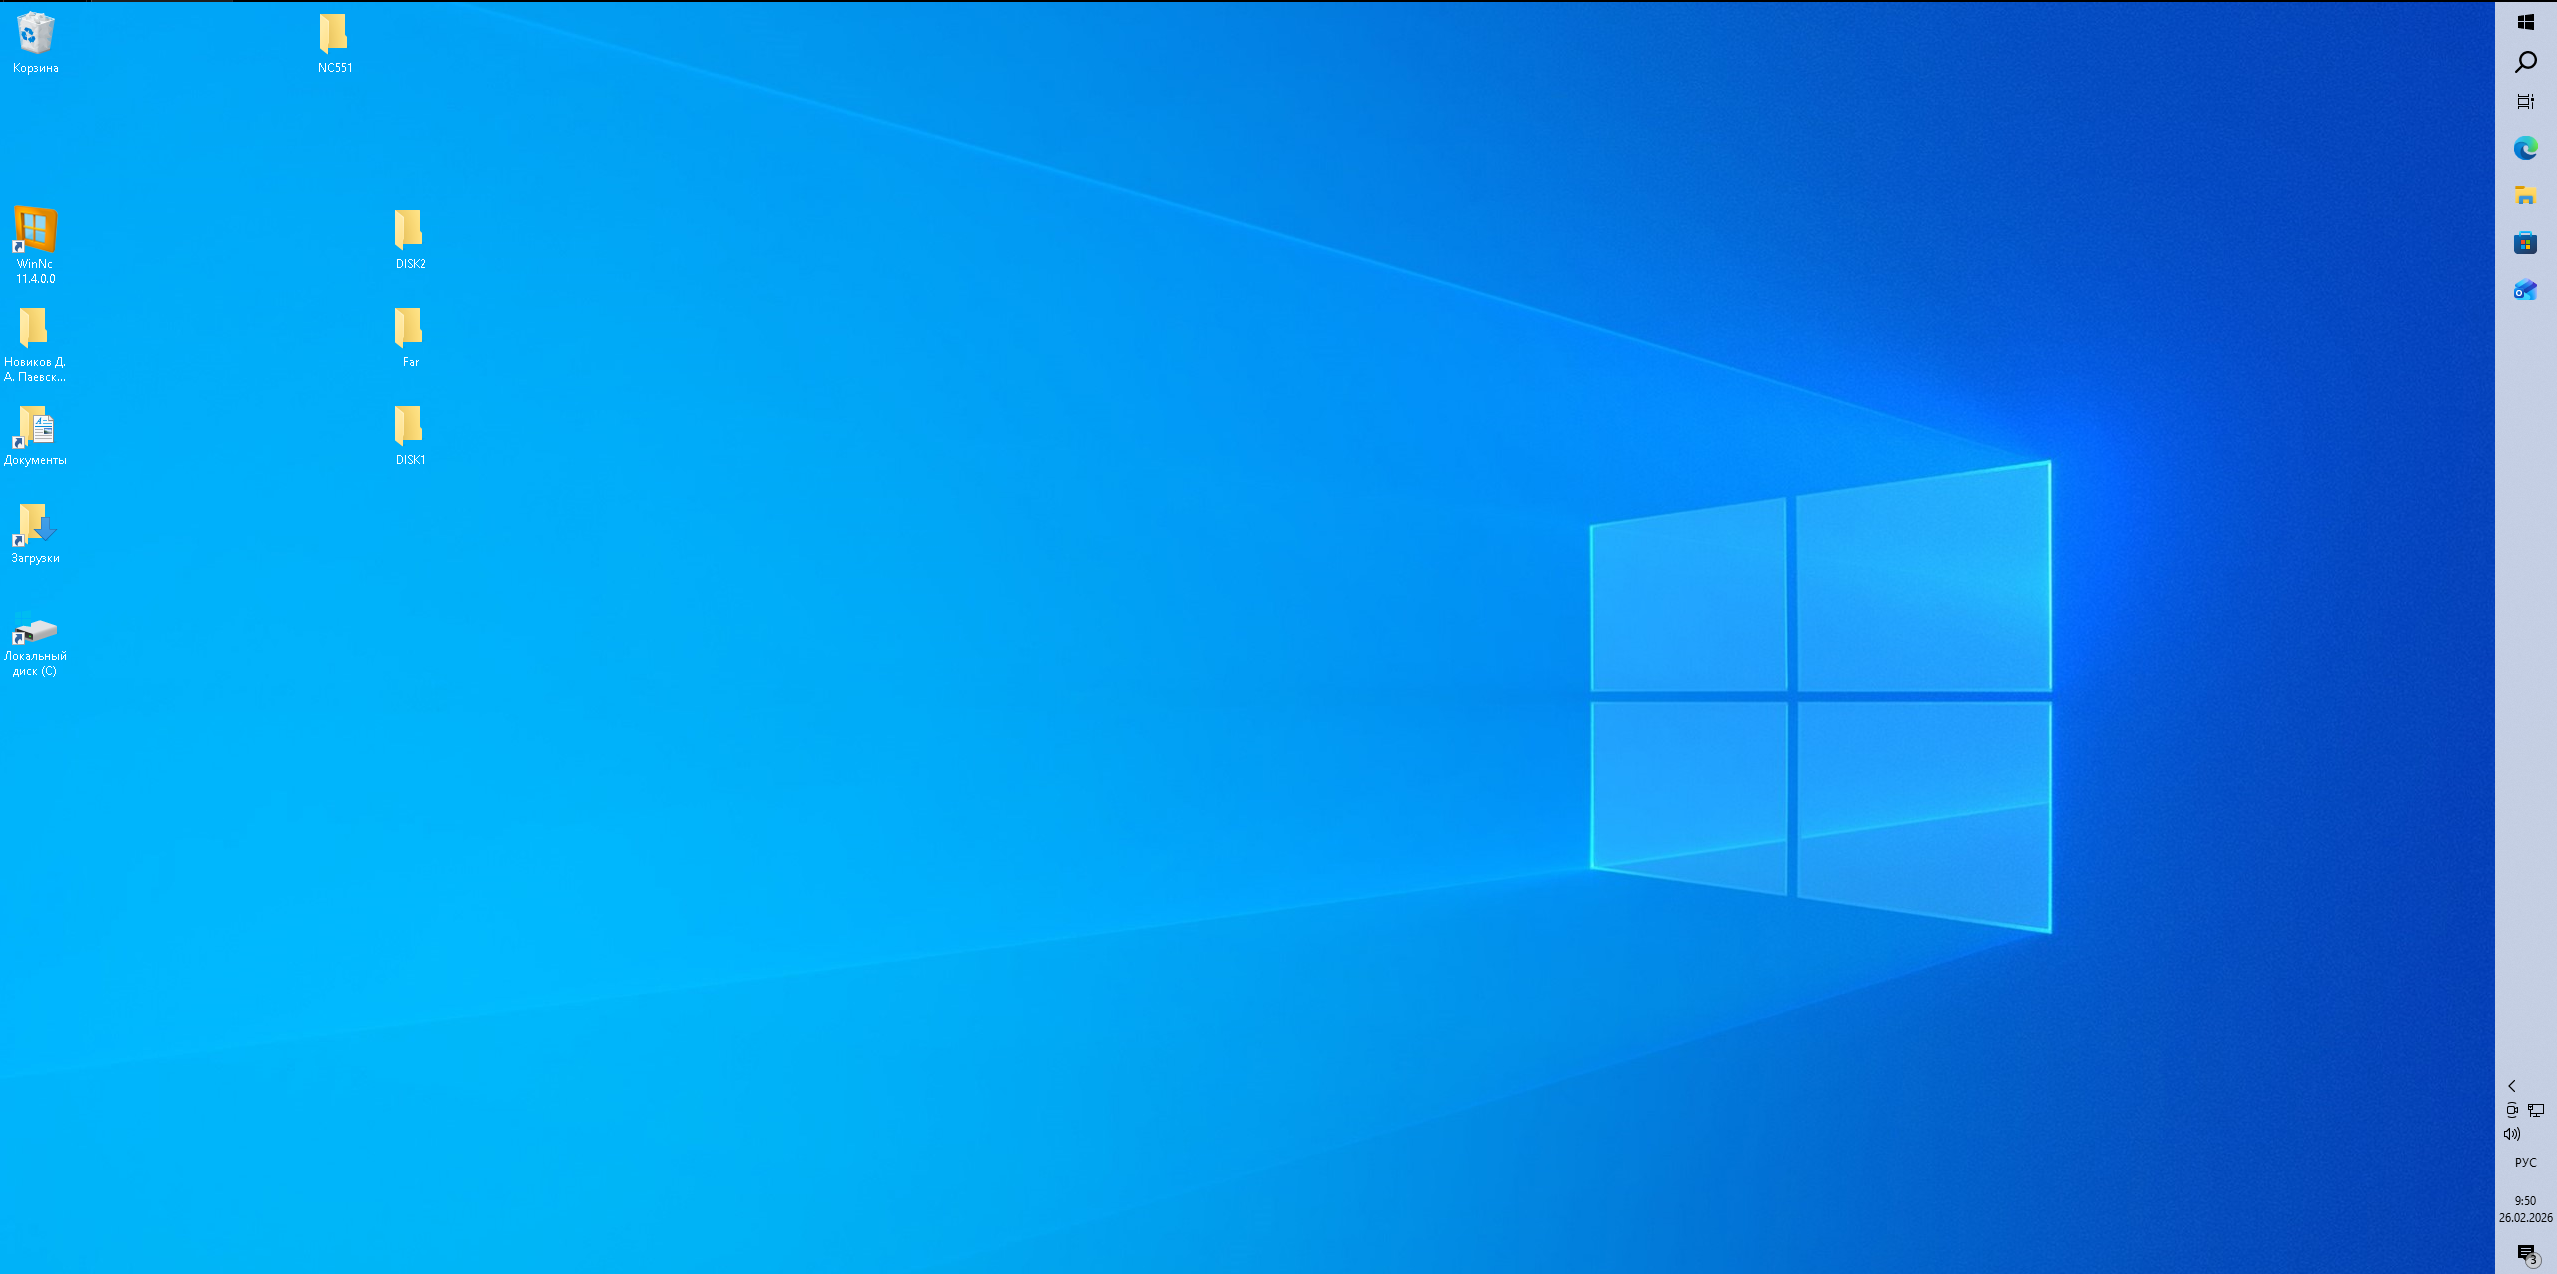 Корзина
NC551
WinNc
11.4.0.0
DISK2
Новиков Д.
А. Паевск...
Far
Документы
DISK1
Загрузки
Локальный
диск (C)
РУС
9:50
26.02.2026
3